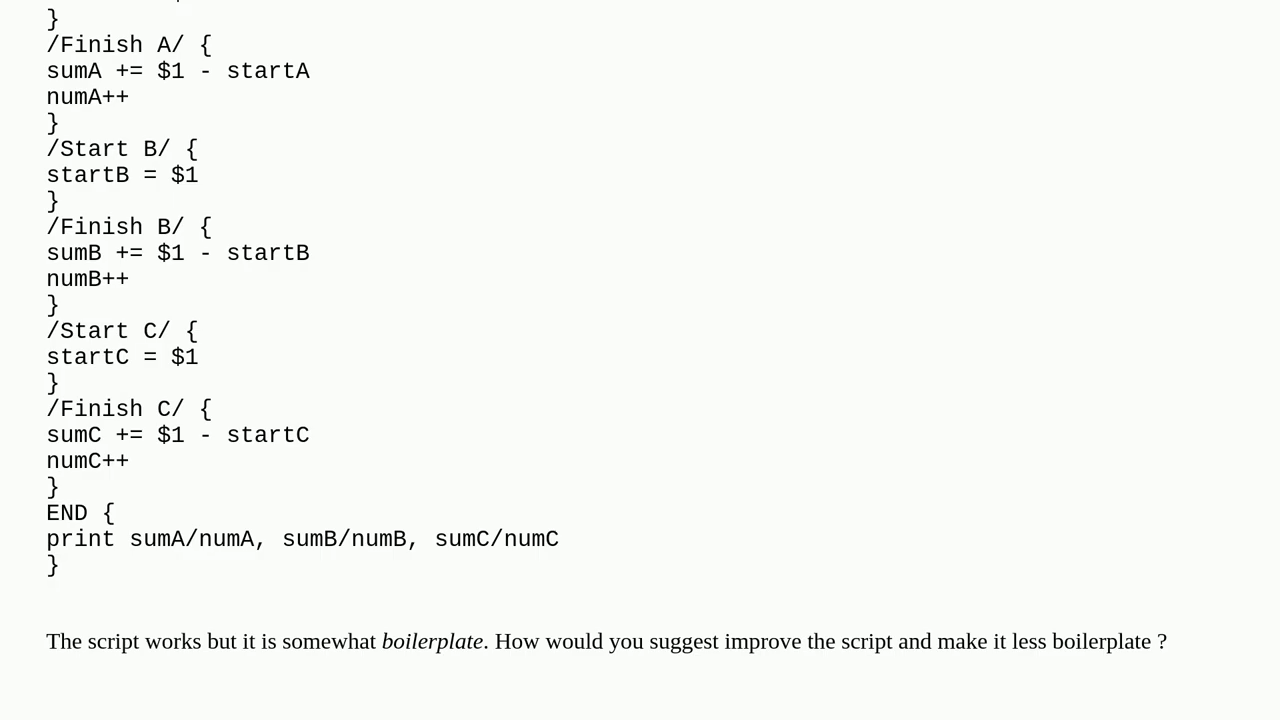 }
/Finish A/ {
sumA += $1 - startA
numA++
}
/Start B/ {
startB = $1
}
/Finish B/ {
sumB += $1 - startB
numB++
}
/Start C/ {
startC = $1
}
/Finish C/ {
sumC += $1 - startC
numC++
}
END {
print sumA/numA, sumB/numB, sumC/numC
}
The script works but it is somewhat boilerplate. How would you suggest improve the script and make it less boilerplate ?